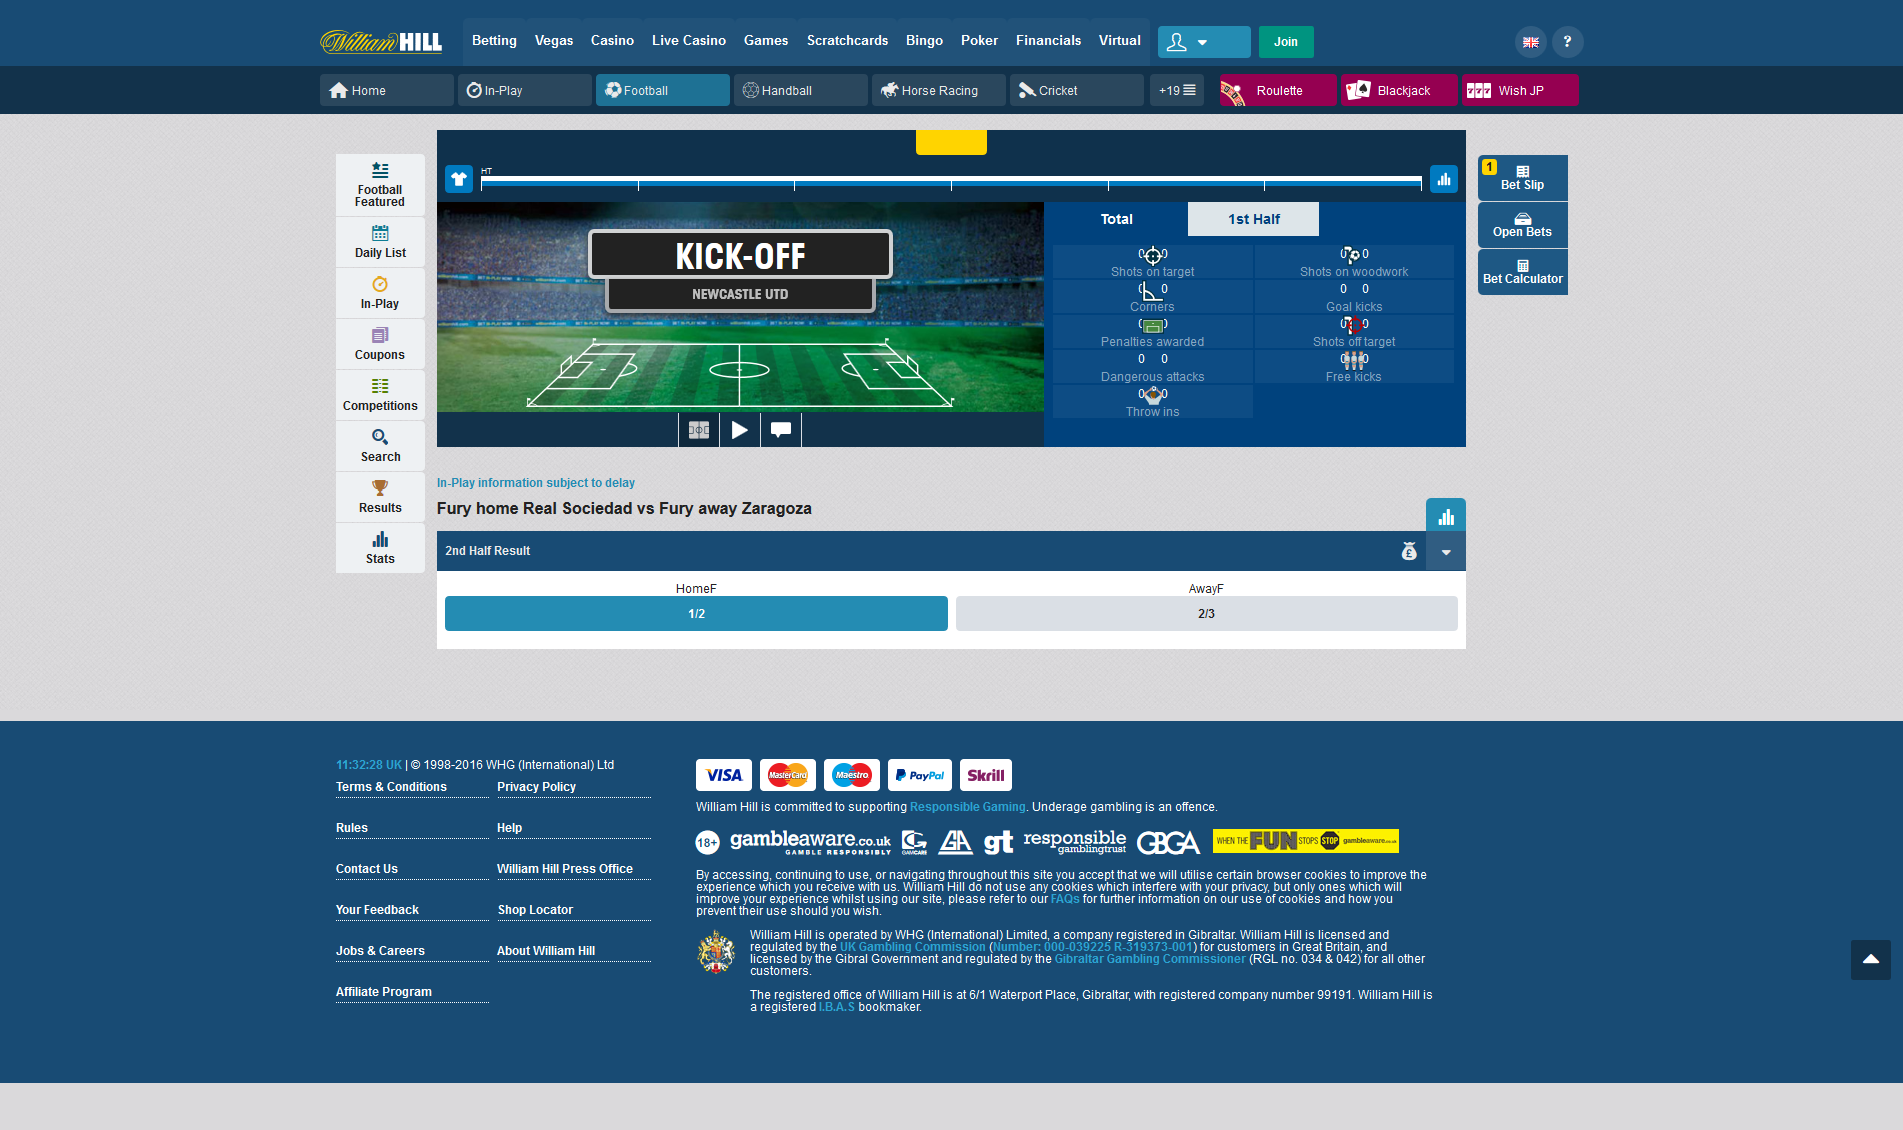 William HILL
Betting Vegas Casino Live Casino Games Scratchcards Bingo Poker Financials Virtual
Join
?
Home
In-Play
Football
Handball
Horse Racing
Cricket
+19
Roulette
Blackjack
777
Wish JP
Football
Featured
Daily List
In-Play
Coupons
Competitions
Search
Results
Stats
HT
KICK-OFF
NEWCASTLE UTD
Total
1st Half
0 0
Shots on target
0 0
Shots on woodwork
0 0
Corners
0 0
Goal kicks
0 0
Penalties awarded
0 0
Shots off target
0 0
Dangerous attacks
0 0
Free kicks
0 0
Throw ins
1
Bet Slip
Open Bets
Bet Calculator
In-Play information subject to delay
Fury home Real Sociedad vs Fury away Zaragoza
2nd Half Result
£
HomeF
AwayF
1/2
2/3
11:32:28 UK | © 1998-2016 WHG (International) Ltd
Terms & Conditions
Privacy Policy
Rules
Help
Contact Us
William Hill Press Office
Your Feedback
Shop Locator
Jobs & Careers
About William Hill
Affiliate Program
VISA
MasterCard
Maestro
PayPal
Skrill
William Hill is committed to supporting Responsible Gaming. Underage gambling is an offence.
18+
gambleaware.co.uk
GAMBLE RESPONSIBLY
GAMCARE
GA
gt
responsible
gamblingtrust
GBGA
WHEN THE FUN STOPS STOP gambleaware.co.uk
By accessing, continuing to use, or navigating throughout this site you accept that we will utilise certain browser cookies to improve the
experience which you receive with us. William Hill do not use any cookies which interfere with your privacy, but only ones which will
improve your experience whilst using our site, please refer to our FAQs for further information on our use of cookies and how you
prevent their use should you wish.
William Hill is operated by WHG (International) Limited, a company registered in Gibraltar. William Hill is licensed and
regulated by the UK Gambling Commission (Number: 000-039225 R-319373-001) for customers in Great Britain, and
licensed by the Gibral Government and regulated by the Gibraltar Gambling Commissioner (RGL no. 034 & 042) for all other
customers.
The registered office of William Hill is at 6/1 Waterport Place, Gibraltar, with registered company number 99191. William Hill is
a registered I.B.A.S bookmaker.